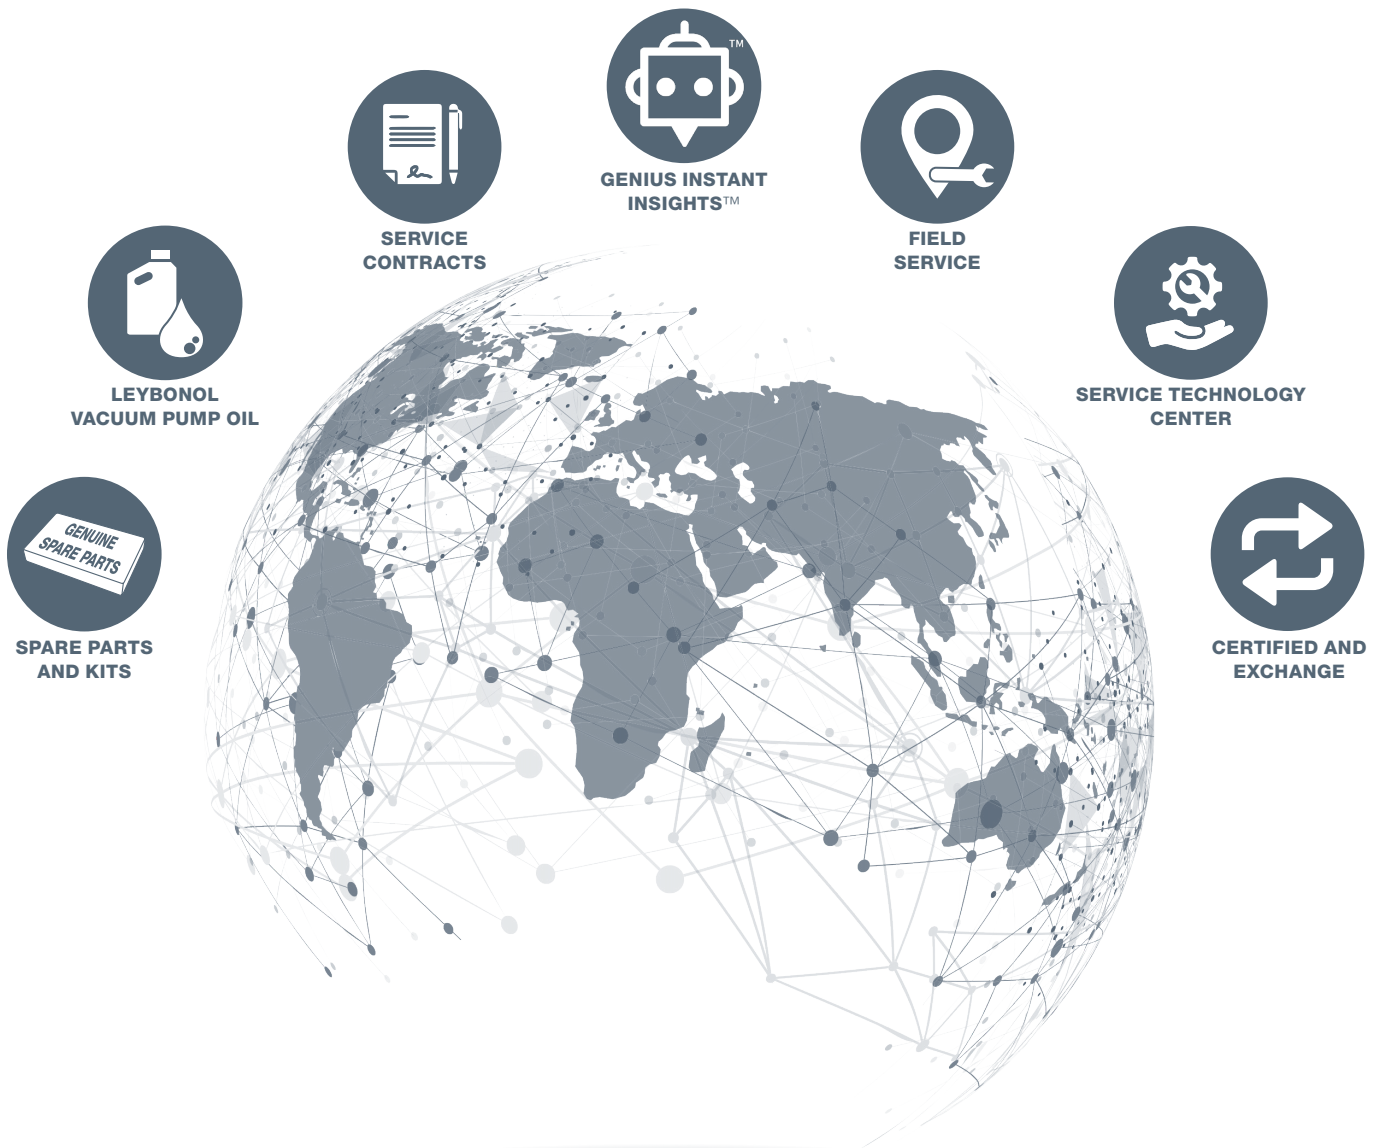 TM
GENIUS INSTANT
INSIGHTS™
SERVICE
CONTRACTS
FIELD
SERVICE
LEYBONOL
VACUUM PUMP OIL
SERVICE TECHNOLOGY
CENTER
GENUINE
SPARE PARTS
SPARE PARTS
AND KITS
CERTIFIED AND
EXCHANGE